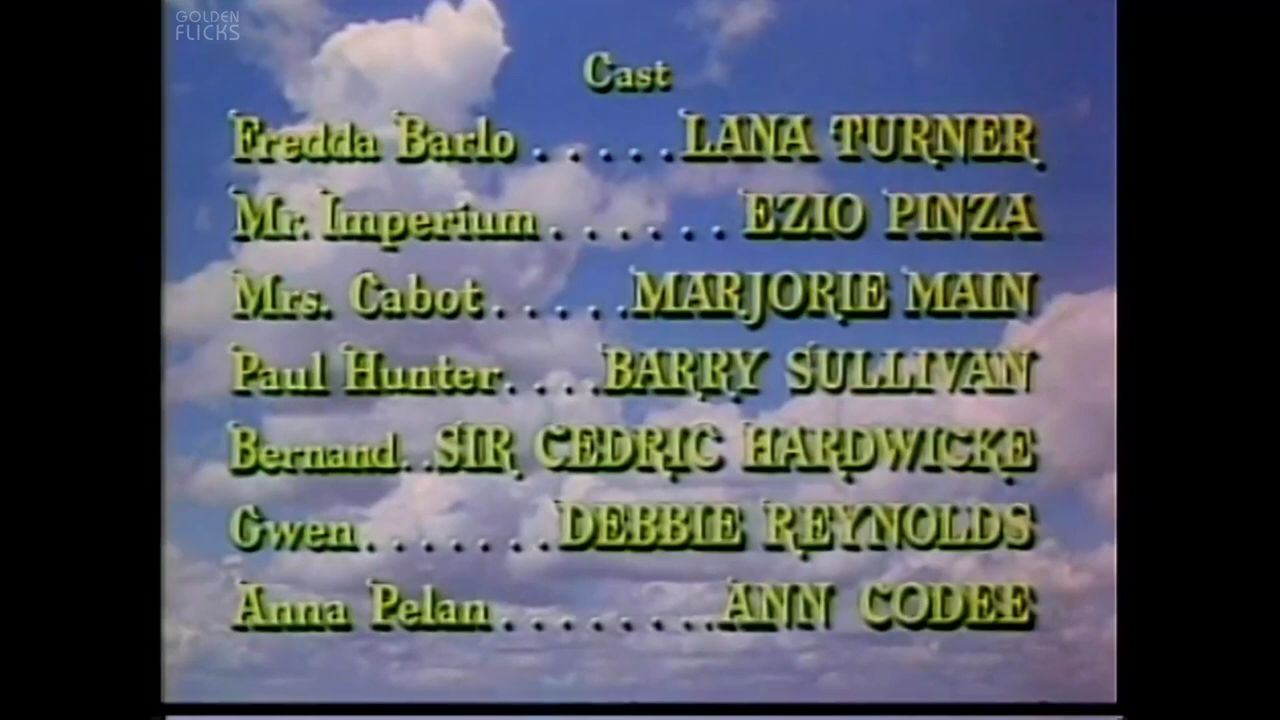 GOLDEN
FLICKS
Cast
Fredda Barlo.....LANA TURNER
Mr. Imperium......EZIO PINZA
Mrs. Cabot.....MARJORIE MAIN
Paul Hunter....BARRY SULLIVAN
Bernand..SIR CEDRIC HARDWICKE
Gwen.......DEBBIE REYNOLDS
Anna Pelan........ANN CODEE